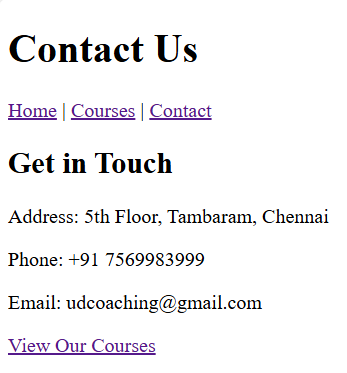 Contact Us
Home | Courses | Contact
Get in Touch
Address: 5th Floor, Tambaram, Chennai
Phone: +91 7569983999
Email: udcoaching@gmail.com
View Our Courses